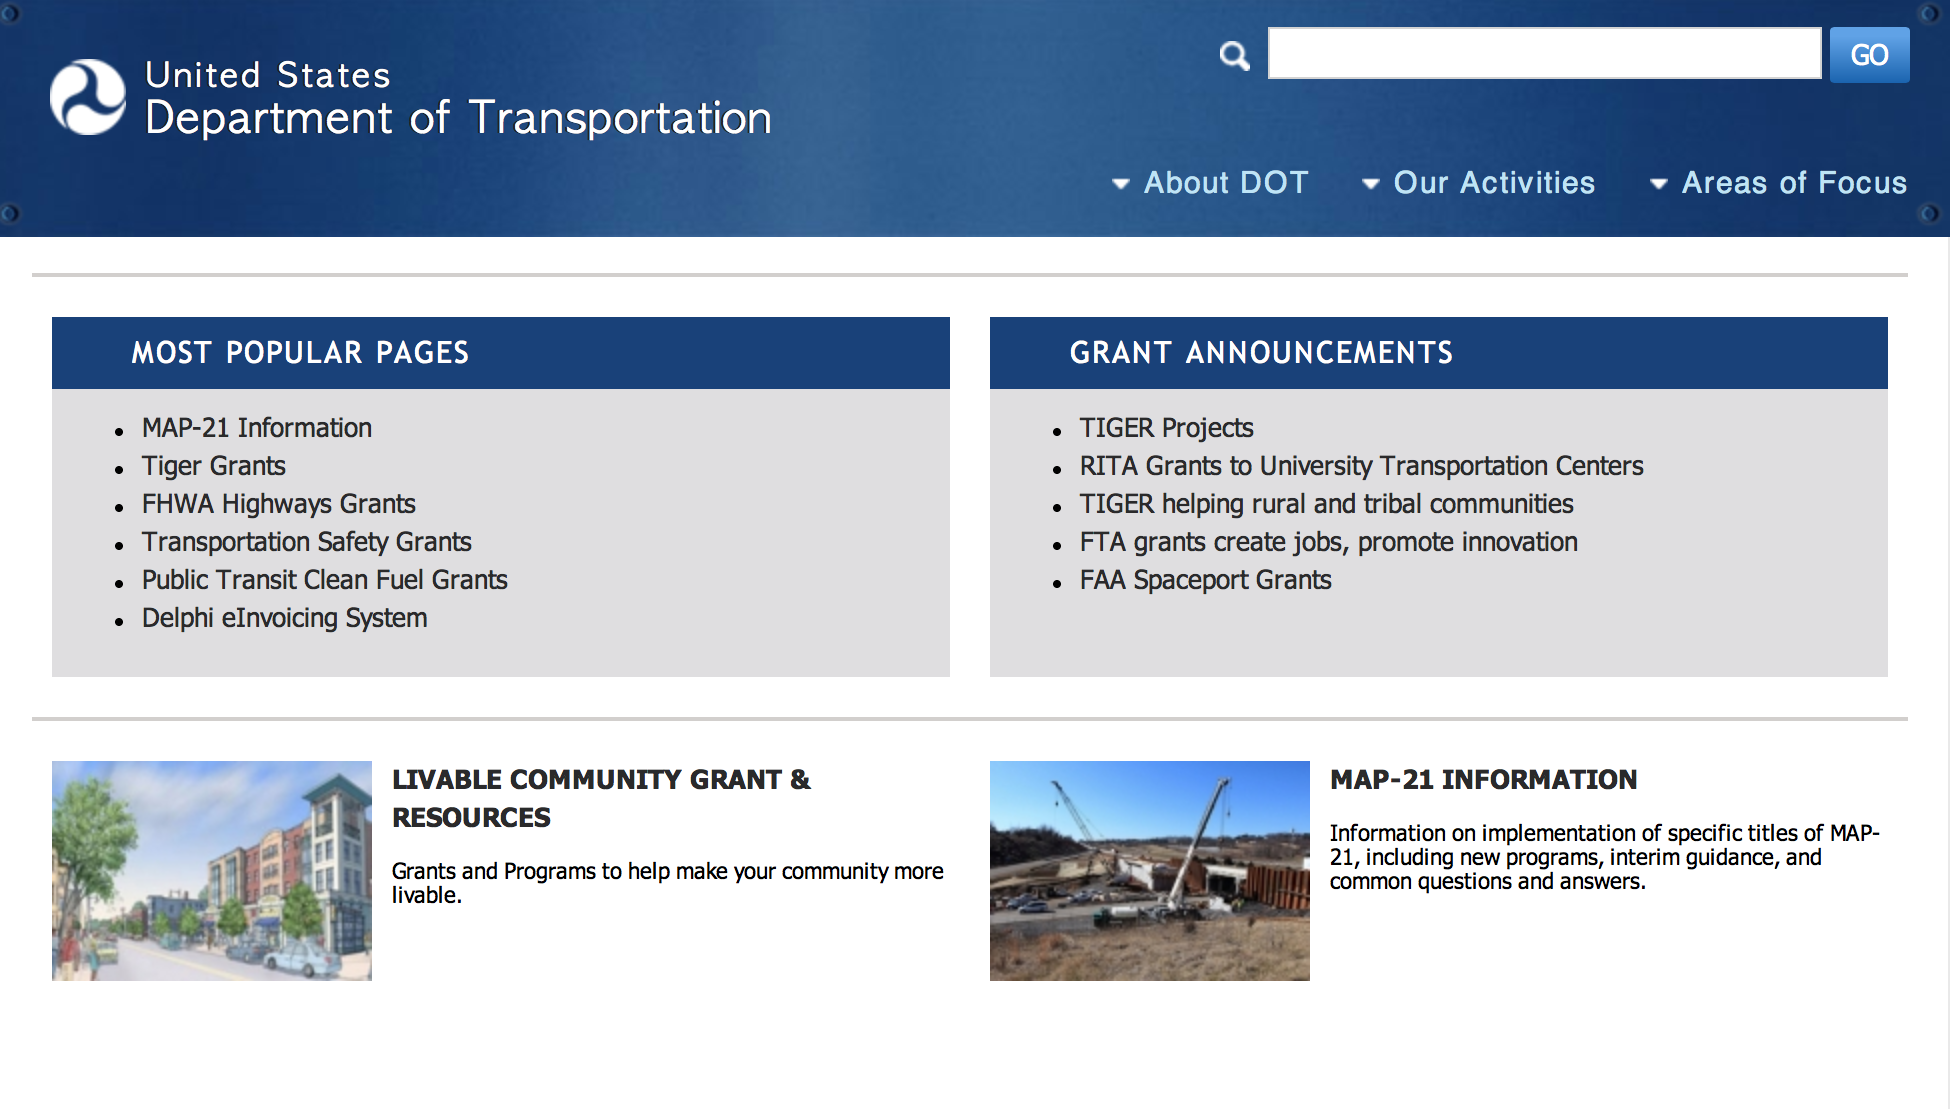 United States
Department of Transportation
GO
About DOT
Our Activities
Areas of Focus
MOST POPULAR PAGES
MAP-21 Information
Tiger Grants
FHWA Highways Grants
Transportation Safety Grants
Public Transit Clean Fuel Grants
Delphi eInvoicing System
GRANT ANNOUNCEMENTS
TIGER Projects
RITA Grants to University Transportation Centers
TIGER helping rural and tribal communities
FTA grants create jobs, promote innovation
FAA Spaceport Grants
LIVABLE COMMUNITY GRANT &
RESOURCES
Grants and Programs to help make your community more
livable.
MAP-21 INFORMATION
Information on implementation of specific titles of MAP-
21, including new programs, interim guidance, and
common questions and answers.